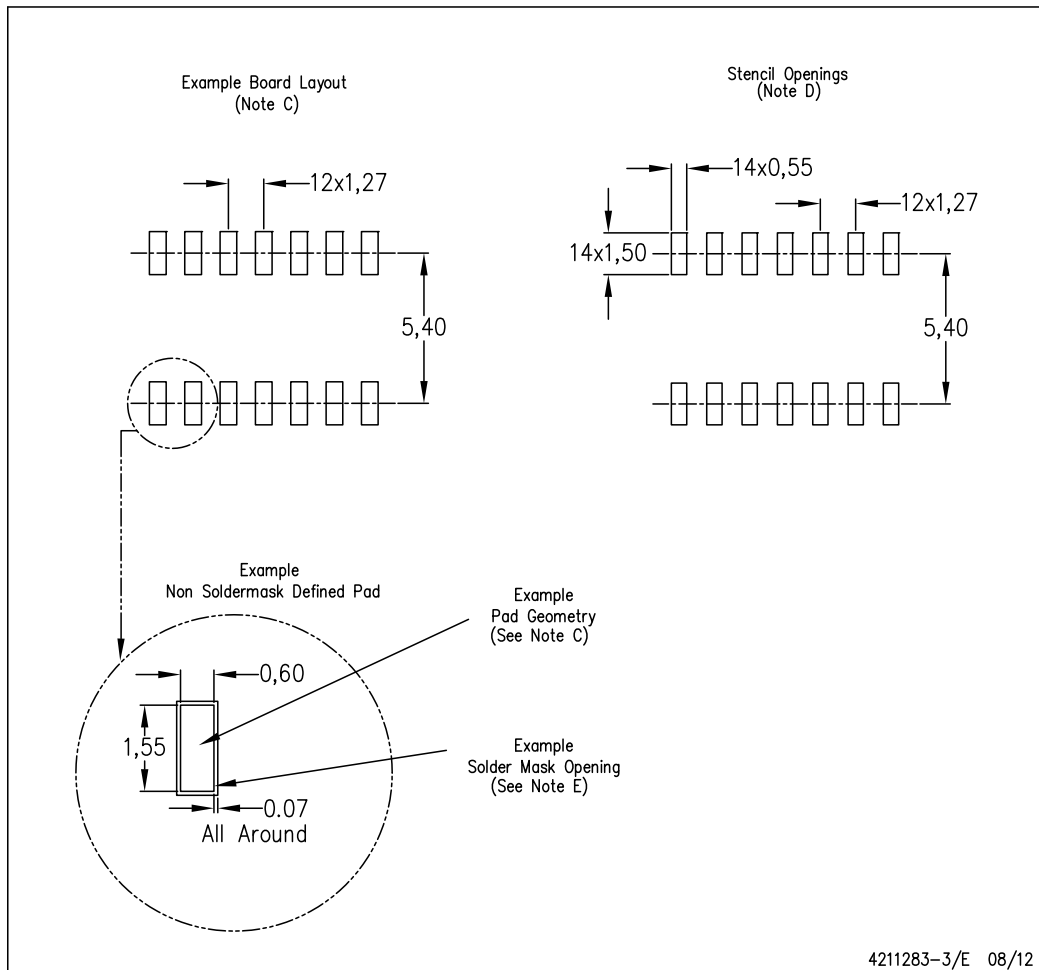 Example Board Layout
(Note C)
12x1,27
5,40
Stencil Openings
(Note D)
14x0,55
12x1,27
14x1,50
5,40
Example
Non Soldermask Defined Pad
0,60
1,55
0.07
All Around
Example
Pad Geometry
(See Note C)
Example
Solder Mask Opening
(See Note E)
4211283-3/E 08/12